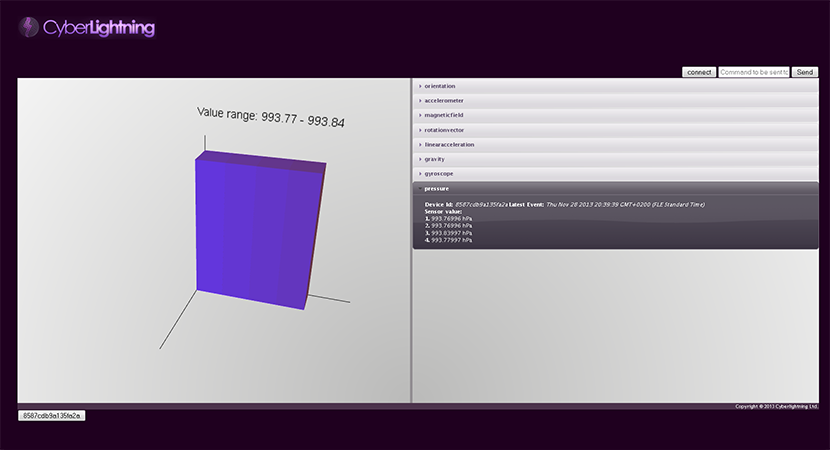 CyberLightning
connect Command to be sent to Send
Value range: 993.77 - 993.84
orientation
accelerometer
magneticfield
rotationvector
linearacceleration
gravity
gyroscope
pressure
Device Id: 8587cdb9a135fa2a Latest Event: Thu Nov 28 2013 20:39:39 GMT+0200 (FLE Standard Time)
Sensor value:
1. 993.76996 hPa
2. 993.76996 hPa
3. 993.83997 hPa
4. 993.77997 hPa
Copyright © 2013 Cyberlightning Ltd.
8587cdb9a135fa2a